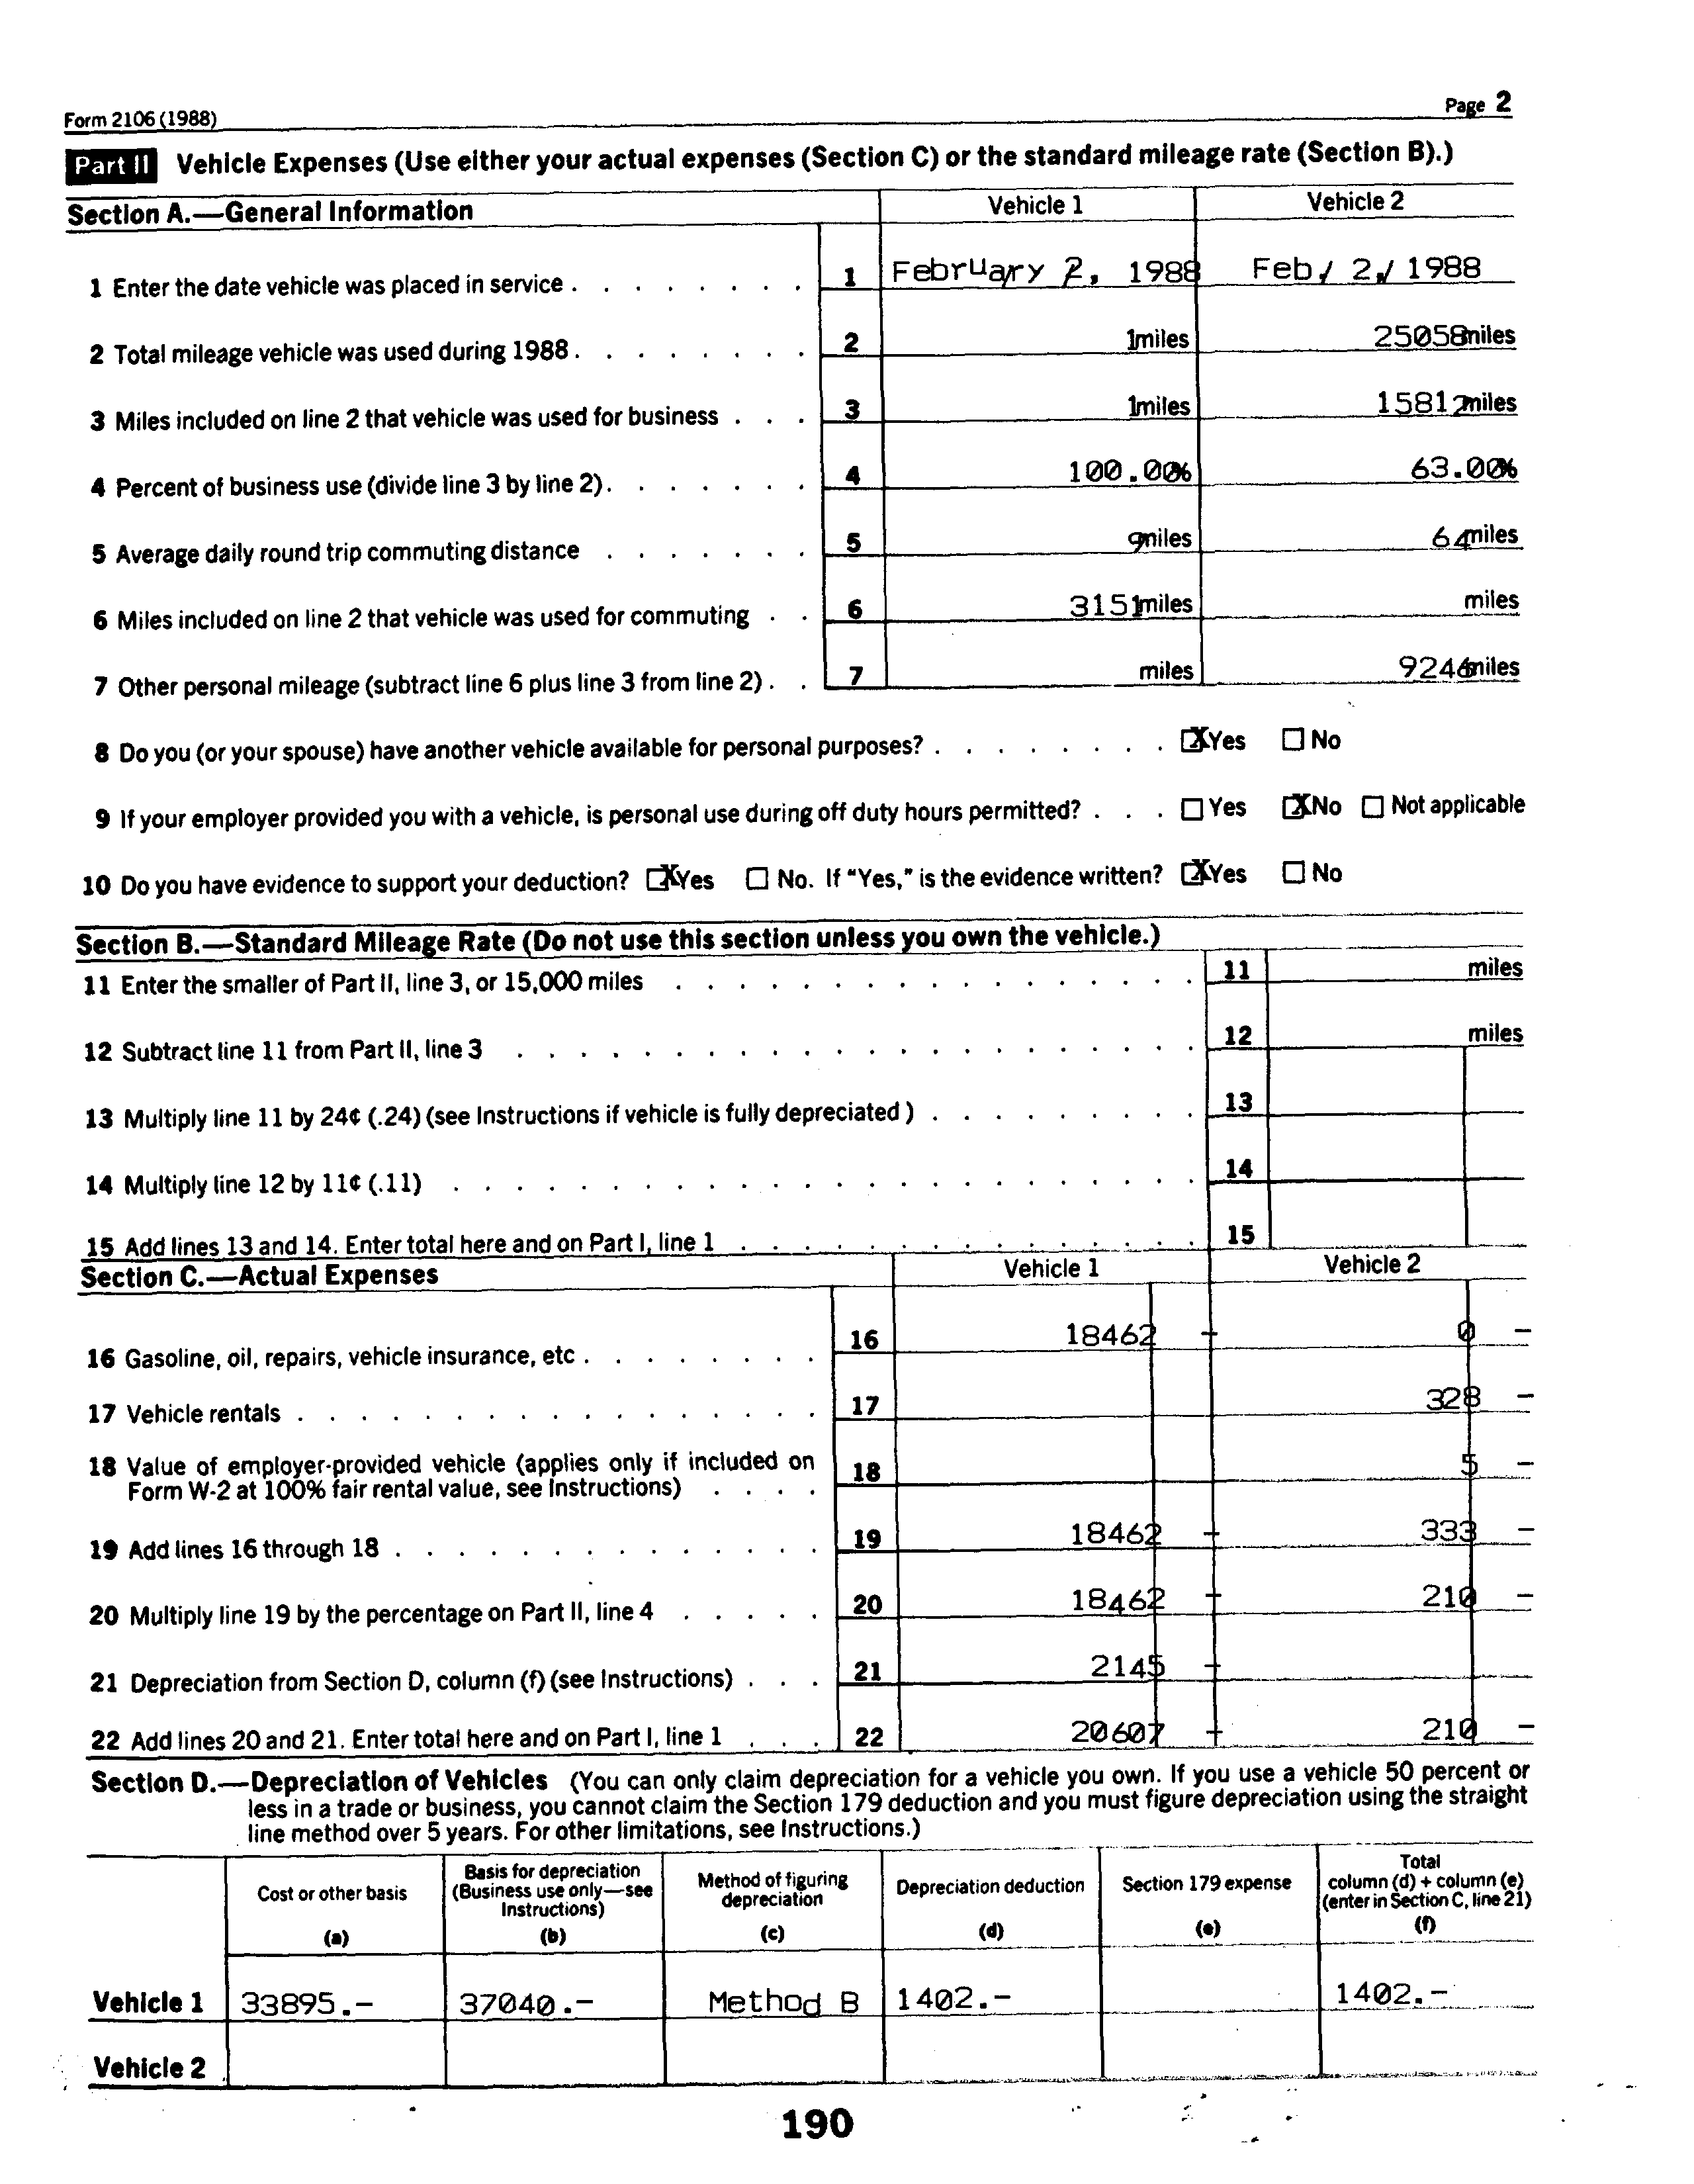 Form 2106 (1988) Page 2
Part II Vehicle Expenses (Use either your actual expenses (Section C) or the standard mileage rate (Section B).)
Section A.—General Information Vehicle 1 Vehicle 2
1 Enter the date vehicle was placed in service . . . . . . . . 1 February 2, 1988 Feb/ 2/ 1988
2 Total mileage vehicle was used during 1988 . . . . . . . . 2 1 miles 25058 miles
3 Miles included on line 2 that vehicle was used for business . . . 3 1 miles 15812 miles
4 Percent of business use (divide line 3 by line 2) . . . . . . . 4 100.00% 63.00%
5 Average daily round trip commuting distance . . . . . . . 5 9 miles 64 miles
6 Miles included on line 2 that vehicle was used for commuting . . 6 3151 miles miles
7 Other personal mileage (subtract line 6 plus line 3 from line 2) . . 7 miles 9246 miles
8 Do you (or your spouse) have another vehicle available for personal purposes? . . . . . . . . X Yes No
9 If your employer provided you with a vehicle, is personal use during off duty hours permitted? . . . Yes X No Not applicable
10 Do you have evidence to support your deduction? X Yes No. If "Yes," is the evidence written? X Yes No
Section B.—Standard Mileage Rate (Do not use this section unless you own the vehicle.)
11 Enter the smaller of Part II, line 3, or 15,000 miles . . . . . . . . . . . . . . . . . 11 miles
12 Subtract line 11 from Part II, line 3 . . . . . . . . . . . . . . . . . . . . . . 12 miles
13 Multiply line 11 by 24¢ (.24) (see Instructions if vehicle is fully depreciated ) . . . . . . . . . 13
14 Multiply line 12 by 11¢ (.11) . . . . . . . . . . . . . . . . . . . . . . . . 14
15 Add lines 13 and 14. Enter total here and on Part I, line 1 . . . . . . . . . . . . . . . 15
Section C.—Actual Expenses Vehicle 1 Vehicle 2
16 Gasoline, oil, repairs, vehicle insurance, etc . . . . . . . . 16 18462 - 0 -
17 Vehicle rentals . . . . . . . . . . . . . . . . . 17 328 -
18 Value of employer-provided vehicle (applies only if included on 18 5 -
Form W-2 at 100% fair rental value, see Instructions) . . . .
19 Add lines 16 through 18 . . . . . . . . . . . . . . 19 18462 - 333 -
20 Multiply line 19 by the percentage on Part II, line 4 . . . . . 20 18462 - 210 -
21 Depreciation from Section D, column (f) (see Instructions) . . . 21 2145 -
22 Add lines 20 and 21. Enter total here and on Part I, line 1 . . . 22 20607 - 210 -
Section D.—Depreciation of Vehicles (You can only claim depreciation for a vehicle you own. If you use a vehicle 50 percent or
less in a trade or business, you cannot claim the Section 179 deduction and you must figure depreciation using the straight
line method over 5 years. For other limitations, see Instructions.)
Cost or other basis
(a)
Basis for depreciation
(Business use only—see
Instructions)
(b)
Method of figuring
depreciation
(c)
Depreciation deduction
(d)
Section 179 expense
(e)
Total
column (d) + column (e)
(enter in Section C, line 21)
(f)
Vehicle 1 33895.- 37040.- Method B 1402.- 1402.-
Vehicle 2
190